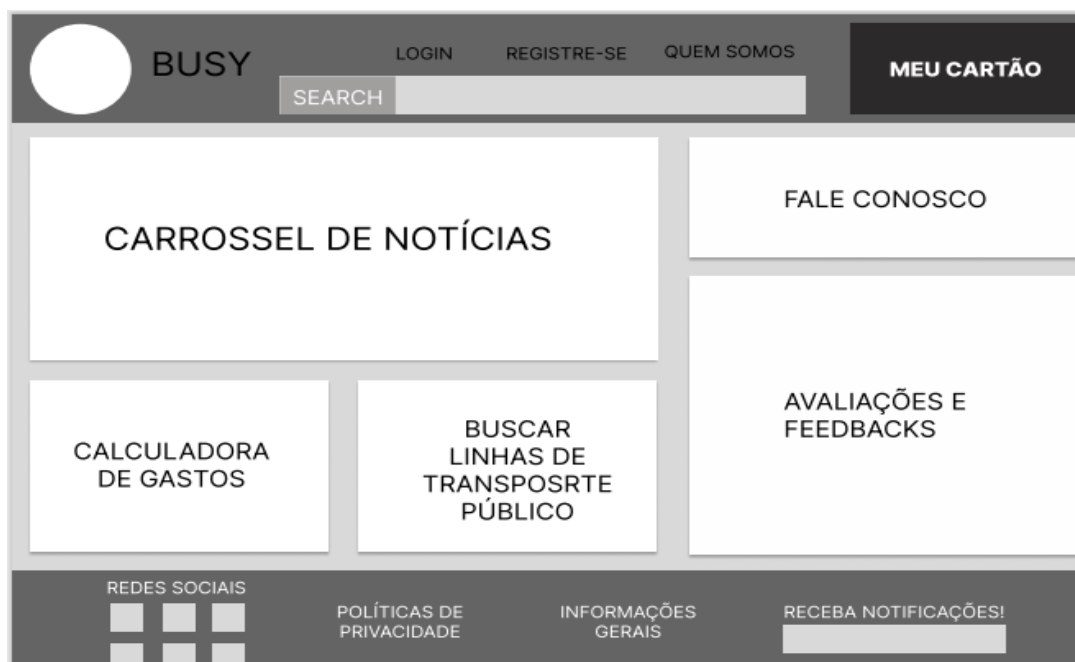 BUSY
LOGIN
REGISTRE-SE
QUEM SOMOS
MEU CARTÃO
SEARCH
CARROSSEL DE NOTÍCIAS
FALE CONOSCO
AVALIAÇÕES E
FEEDBACKS
CALCULADORA
DE GASTOS
BUSCAR
LINHAS DE
TRANSPOSRTE
PÚBLICO
REDES SOCIAIS
POLÍTICAS DE
PRIVACIDADE
INFORMAÇÕES
GERAIS
RECEBA NOTIFICAÇÕES!